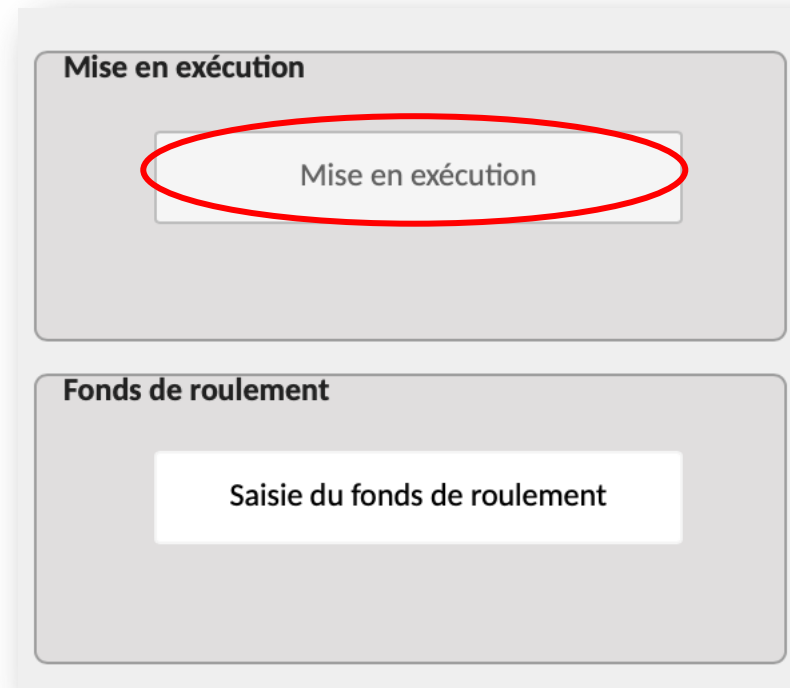 Mise en exécution
Mise en exécution
Fonds de roulement
Saisie du fonds de roulement